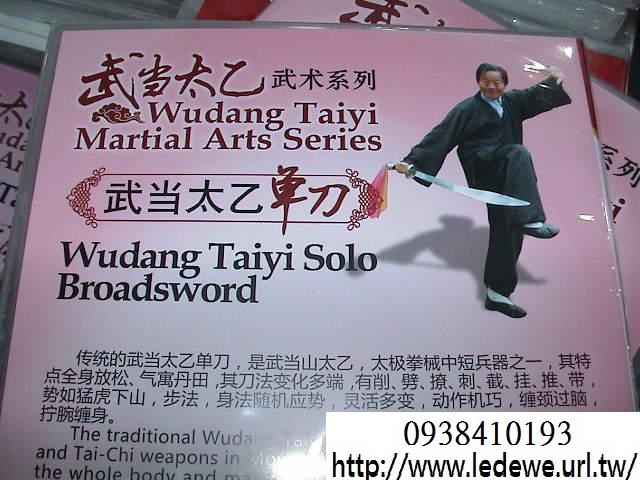 武当太乙 武术系列
Wudang Taiyi
Martial Arts Series
武当太乙单刀
Wudang Taiyi Solo
Broadsword
传统的武当太乙单刀，是武当山太乙，太极拳械中短兵器之一，其特
点全身放松、气寓丹田，其刀法变化多端，有削、劈、撩、刺、截、挂、推、带，
势如猛虎下山，步法，身法随机应势，灵活多变，动作机巧，缠颈过脑，
拧腕缠身。
The traditional Wudang
and Tai-Chi weapons in
the whole body and
0938410193
http://www.ledewe.url.tw/
系列